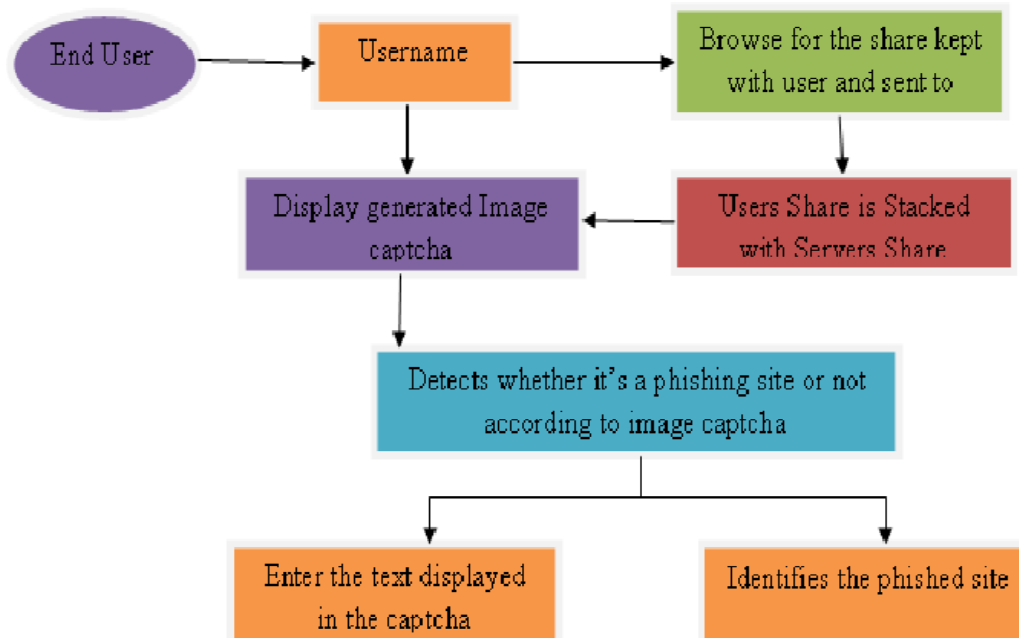 End User
Username
Browse for the share kept
with user and sent to
Display generated Image
captcha
Users Share is Stacked
with Servers Share
Detects whether it's a phishing site or not
according to image captcha
Enter the text displayed
in the captcha
Identifies the phished site